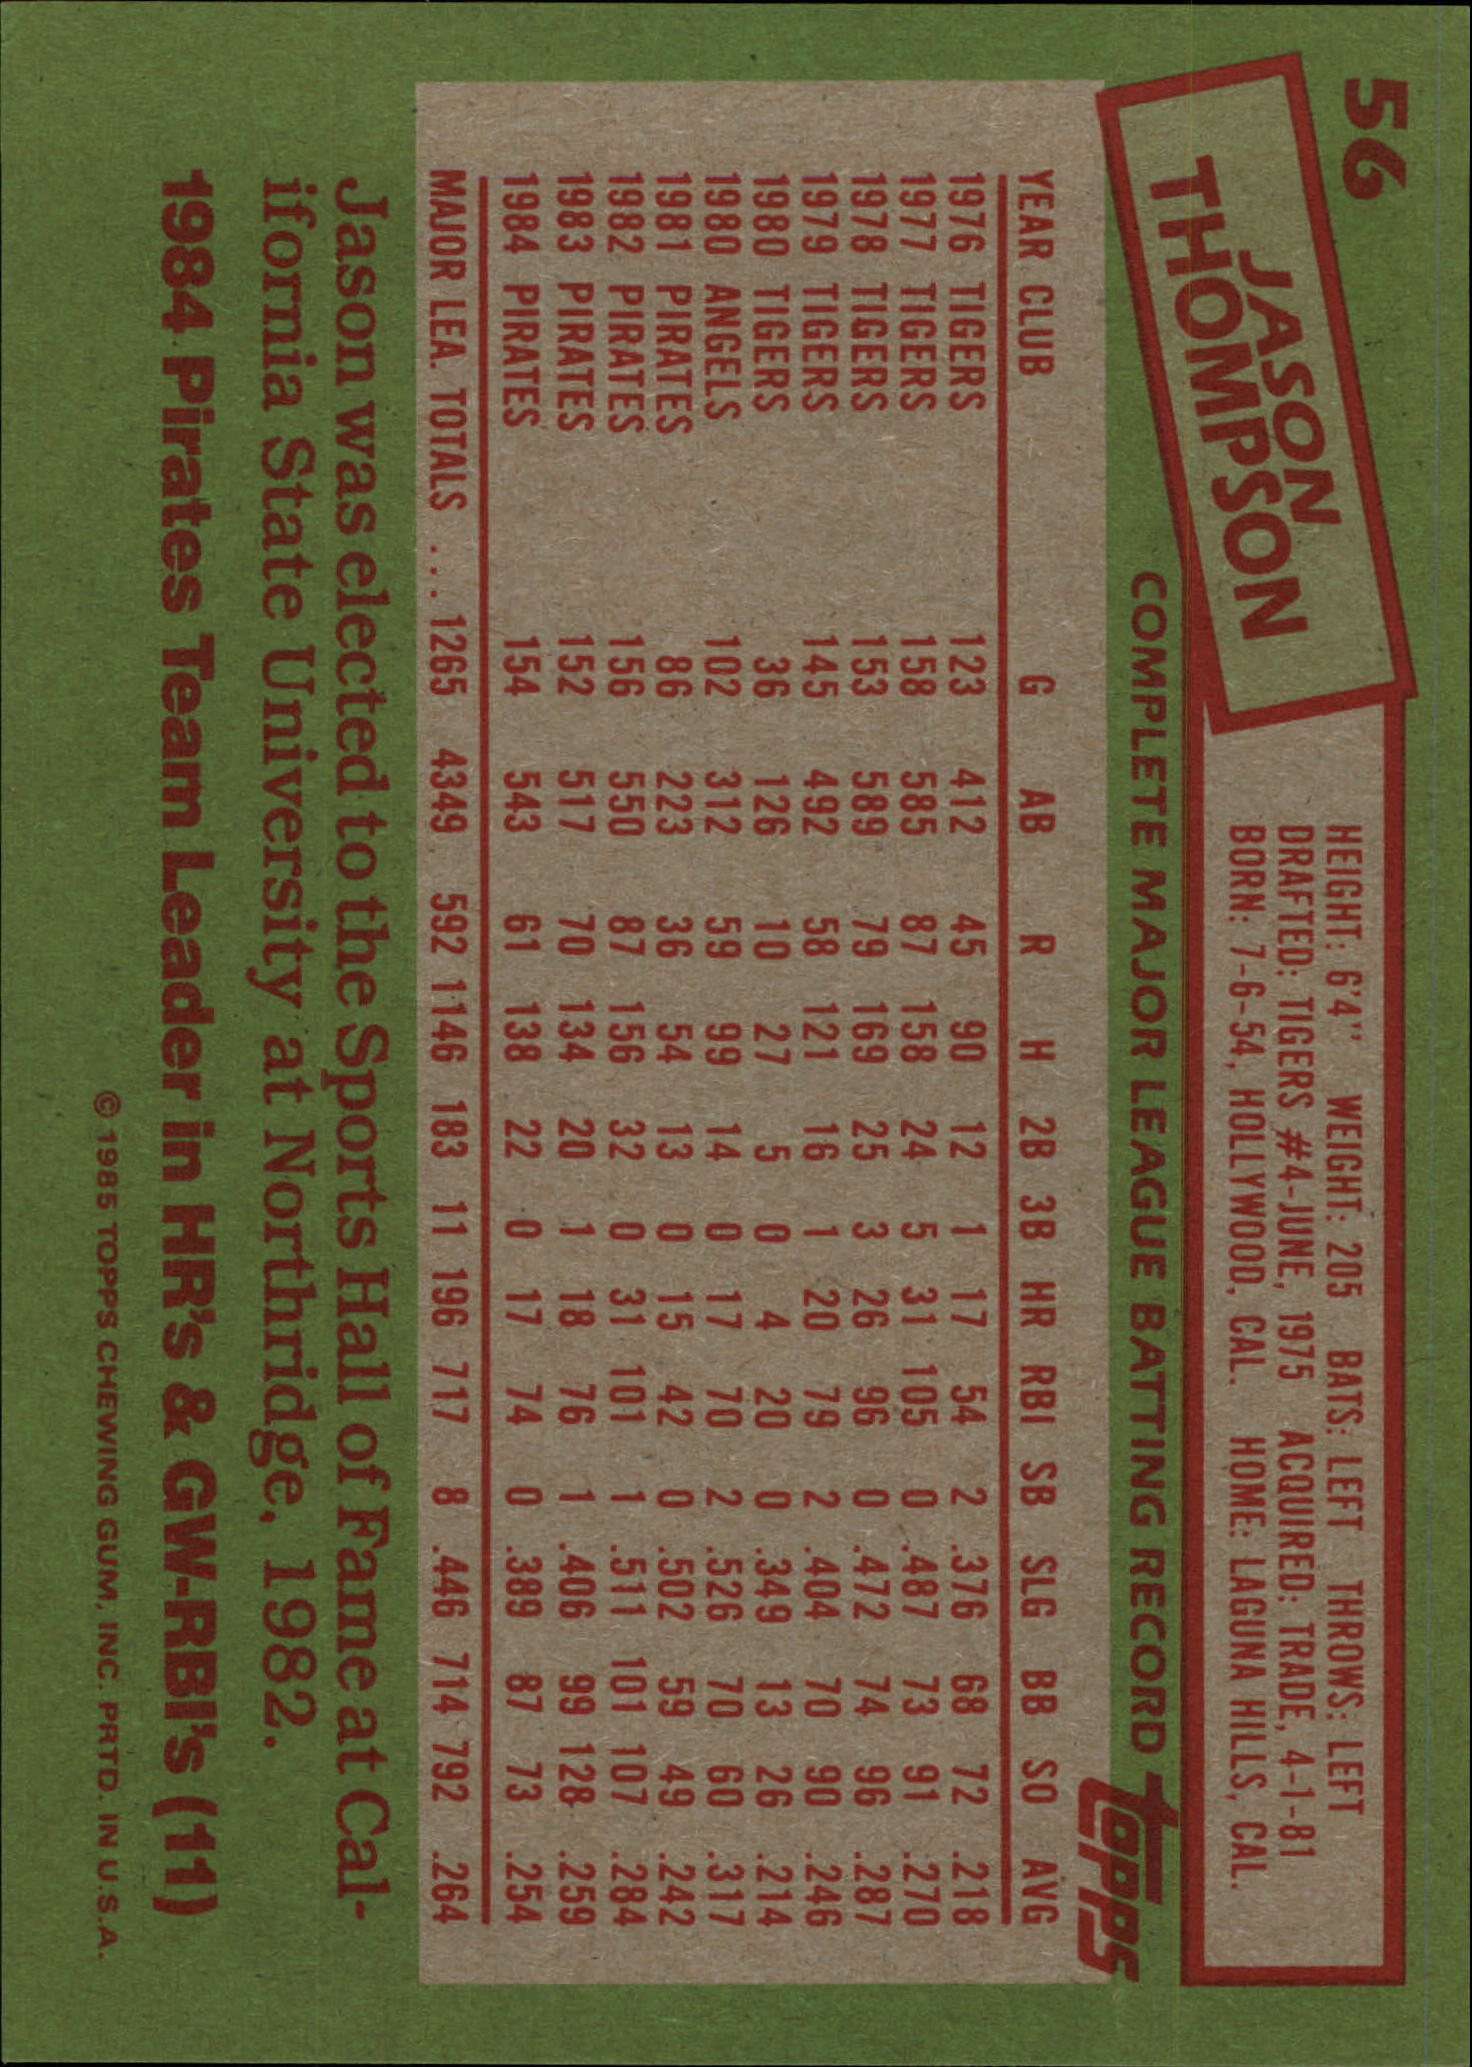 56
JASON
THOMPSON
HEIGHT: 6'4" WEIGHT: 205 BATS: LEFT THROWS: LEFT
DRAFTED: TIGERS #4-JUNE, 1975 ACQUIRED: TRADE, 4-1-81
BORN: 7-6-54, HOLLYWOOD, CAL. HOME: LAGUNA HILLS, CAL.
COMPLETE MAJOR LEAGUE BATTING RECORD topps
YEAR CLUB G AB R H 2B 3B HR RBI SB SLG BB SO AVG
1976 TIGERS 123 412 45 90 12 1 17 54 2 .376 68 72 .218
1977 TIGERS 158 585 87 158 24 5 31 105 0 .487 73 91 .270
1978 TIGERS 153 589 79 169 25 3 26 96 0 .472 74 96 .287
1979 TIGERS 145 492 58 121 16 1 20 79 2 .404 70 90 .246
1980 TIGERS 36 126 10 27 5 0 4 20 0 .349 13 26 .214
1980 ANGELS 102 312 59 99 14 0 17 70 2 .526 70 60 .317
1981 PIRATES 86 223 36 54 13 0 15 42 0 .502 59 49 .242
1982 PIRATES 156 550 87 156 32 0 31 101 1 .511 101 107 .284
1983 PIRATES 152 517 70 134 20 1 18 76 1 .406 99 128 .259
1984 PIRATES 154 543 61 138 22 0 17 74 0 .389 87 73 .254
MAJOR LEA. TOTALS ... 1265 4349 592 1146 183 11 196 717 8 .446 714 792 .264
Jason was elected to the Sports Hall of Fame at Cal-
ifornia State University at Northridge, 1982.
1984 Pirates Team Leader in HR's & GW-RBI's (11)
© 1985 TOPPS CHEWING GUM, INC. PRTD. IN U.S.A.